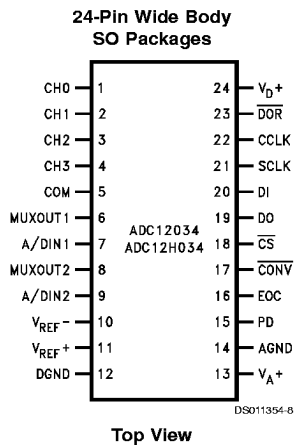 24-Pin Wide Body
SO Packages
CH0 1 24 VD+
CH1 2 23 DOR
CH2 3 22 CCLK
CH3 4 21 SCLK
COM 5 20 DI
MUXOUT1 6 19 DO
A/DIN1 7 18 CS
MUXOUT2 8 17 CONV
A/DIN2 9 16 EOC
VREF− 10 15 PD
VREF+ 11 14 AGND
DGND 12 13 VA+
ADC12034
ADC12H034
DS011354-8
Top View